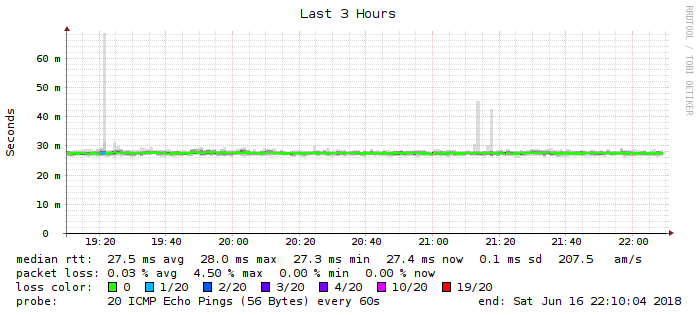 Last 3 Hours
RRDTOOL / TOBI OETIKER
Seconds
60 m
50 m
40 m
30 m
20 m
10 m
0
19:20 19:40 20:00 20:20 20:40 21:00 21:20 21:40 22:00
median rtt: 27.5 ms avg 28.0 ms max 27.3 ms min 27.4 ms now 0.1 ms sd 207.5 am/s
packet loss: 0.03 % avg 4.50 % max 0.00 % min 0.00 % now
loss color: 0 1/20 2/20 3/20 4/20 10/20 19/20
probe: 20 ICMP Echo Pings (56 Bytes) every 60s end: Sat Jun 16 22:10:04 2018